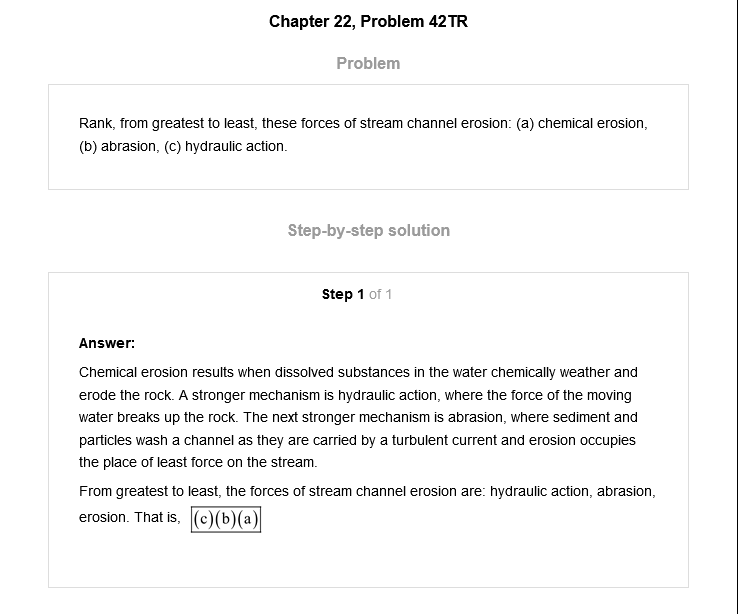 Chapter 22, Problem 42TR
Problem
Rank, from greatest to least, these forces of stream channel erosion: (a) chemical erosion,
(b) abrasion, (c) hydraulic action.
Step-by-step solution
Step 1 of 1
Answer:
Chemical erosion results when dissolved substances in the water chemically weather and
erode the rock. A stronger mechanism is hydraulic action, where the force of the moving
water breaks up the rock. The next stronger mechanism is abrasion, where sediment and
particles wash a channel as they are carried by a turbulent current and erosion occupies
the place of least force on the stream.
From greatest to least, the forces of stream channel erosion are: hydraulic action, abrasion,
erosion. That is, (c)(b)(a)